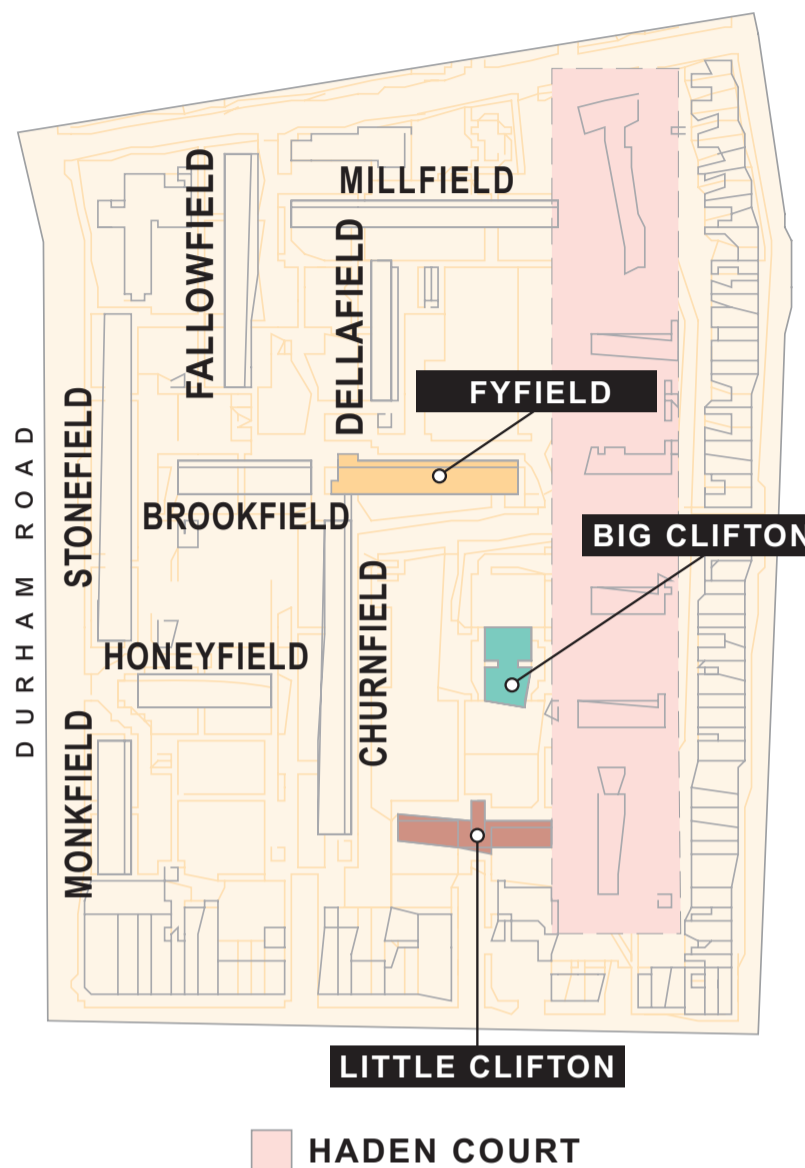 MILLFIELD
FALLOWFIELD
DELLAFIELD
FYFIELD
STONEFIELD
DURHAM ROAD
BROOKFIELD
BIG CLIFTON
CHURNFIELD
HONEYFIELD
MONKFIELD
LITTLE CLIFTON
HADEN COURT